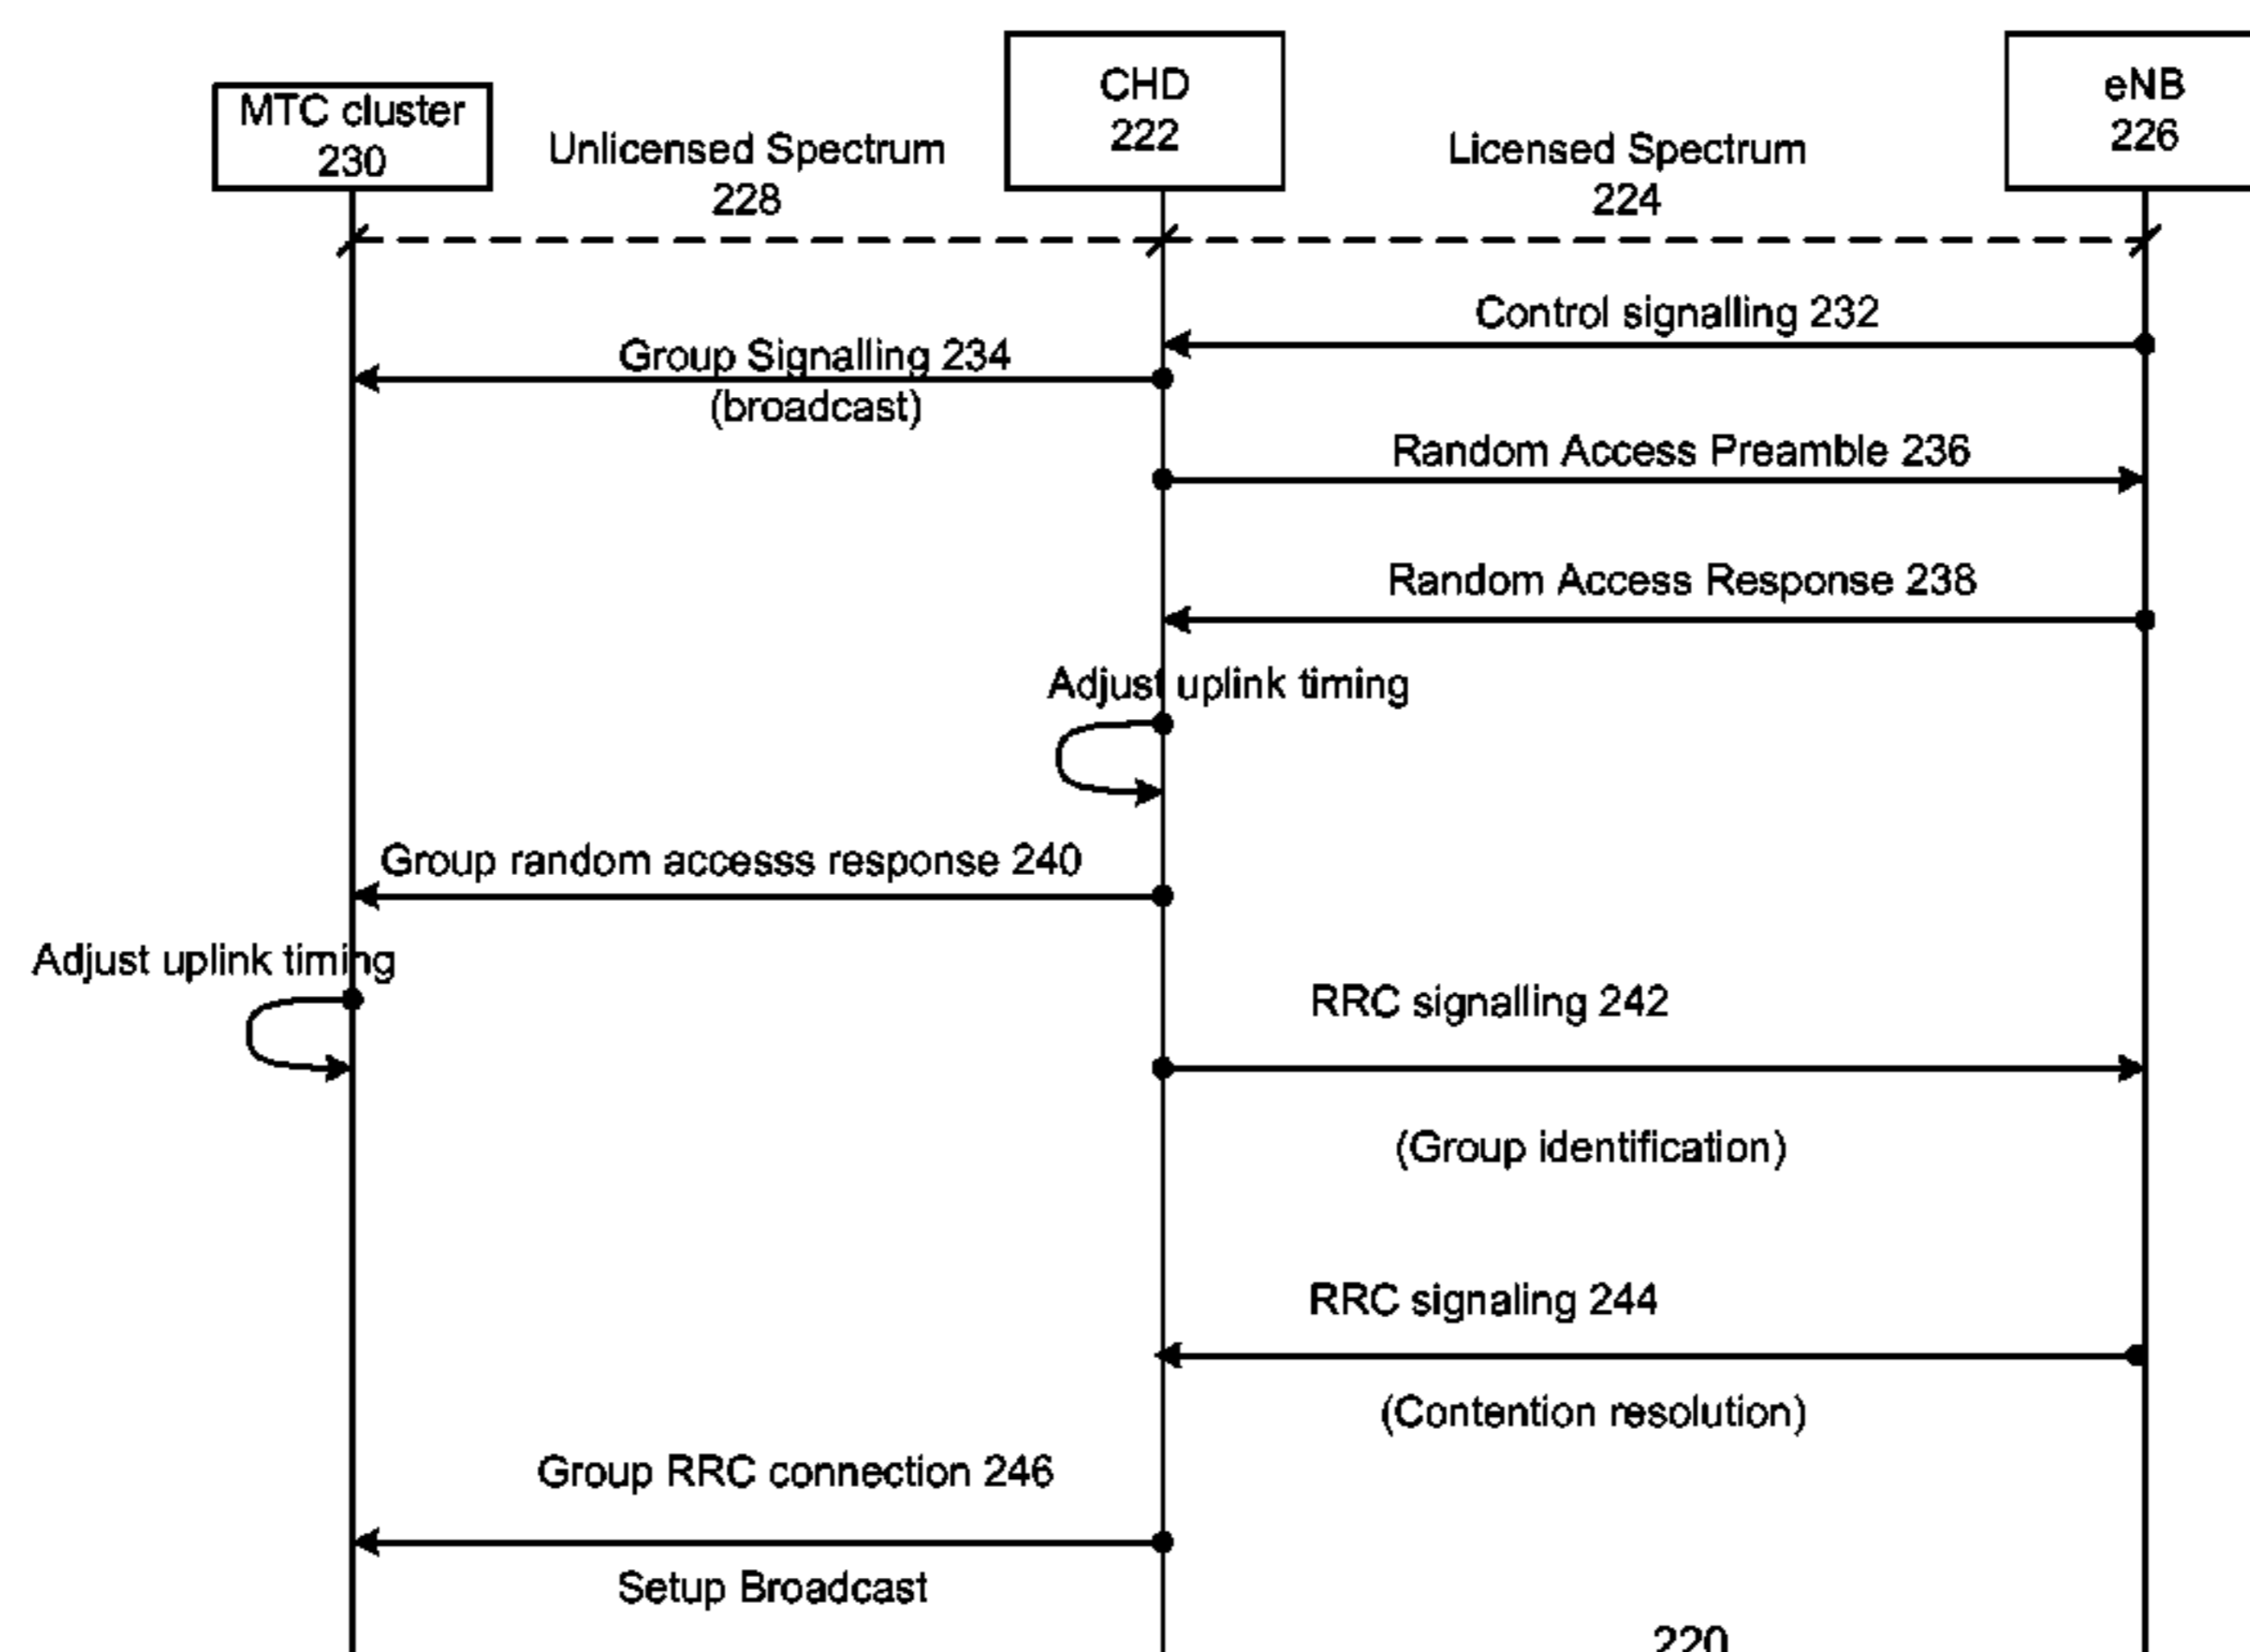 MTC cluster
230
CHD
222
eNB
226
Unlicensed Spectrum
228
Licensed Spectrum
224
Control signalling 232
Group Signalling 234
(broadcast)
Random Access Preamble 236
Random Access Response 238
Adjust uplink timing
Group random accesss response 240
Adjust uplink timing
RRC signalling 242
(Group identification)
RRC signaling 244
(Contention resolution)
Group RRC connection 246
Setup Broadcast
220